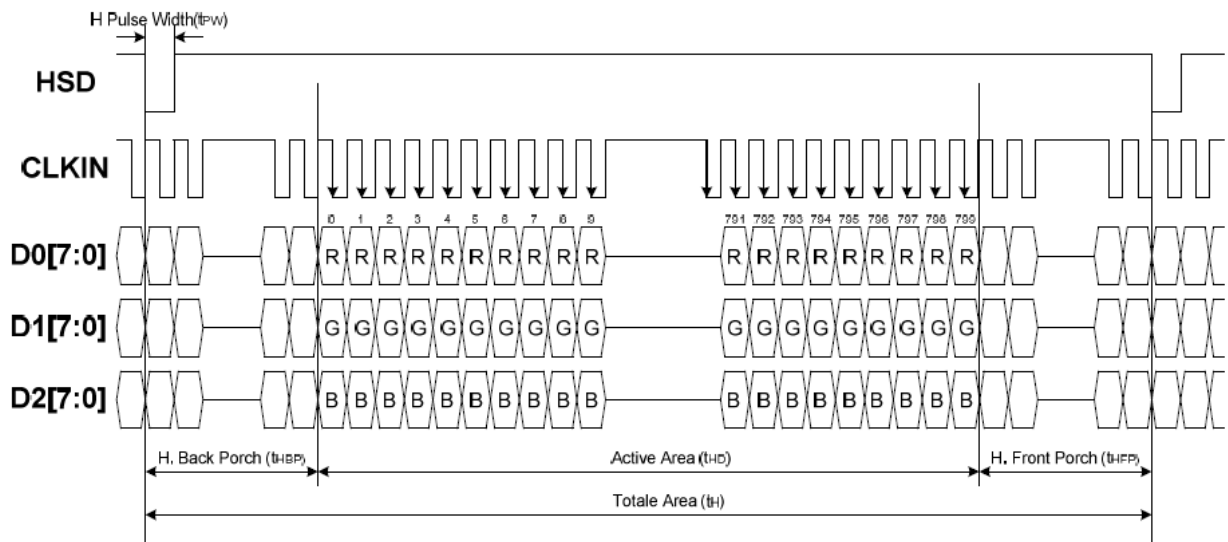 H Pulse Width(tPW)
HSD
CLKIN
i0 1 2 3 4 5 6 7 i8 9 791 792 793 794 795 796 797 798 799
D0[7:0] R R R R R R R R R R R R R R R R R R R
D1[7:0] G G G G G G G G G G G G G G G G G G G
D2[7:0] B B B B B B B B B B B B B B B B B B B
H. Back Porch (tHBP) Active Area (tHD) H. Front Porch (tHFP)
Totale Area (tH)